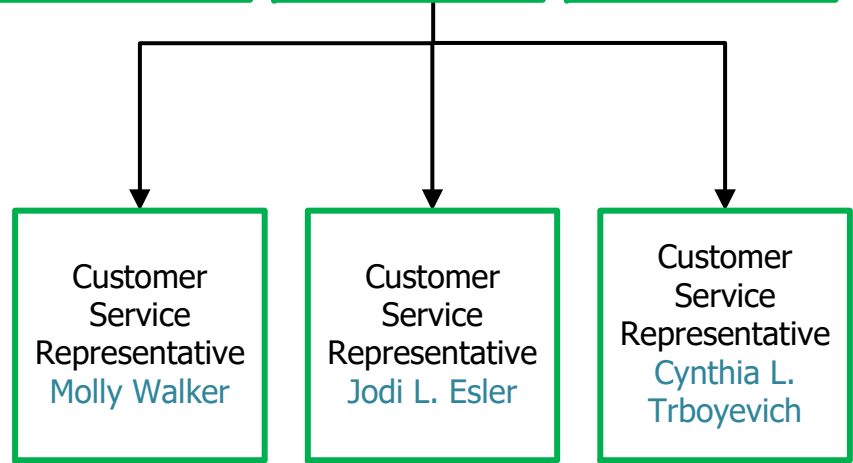 Customer
Service
Representative
Molly Walker
Customer
Service
Representative
Jodi L. Esler
Customer
Service
Representative
Cynthia L.
Trboyevich